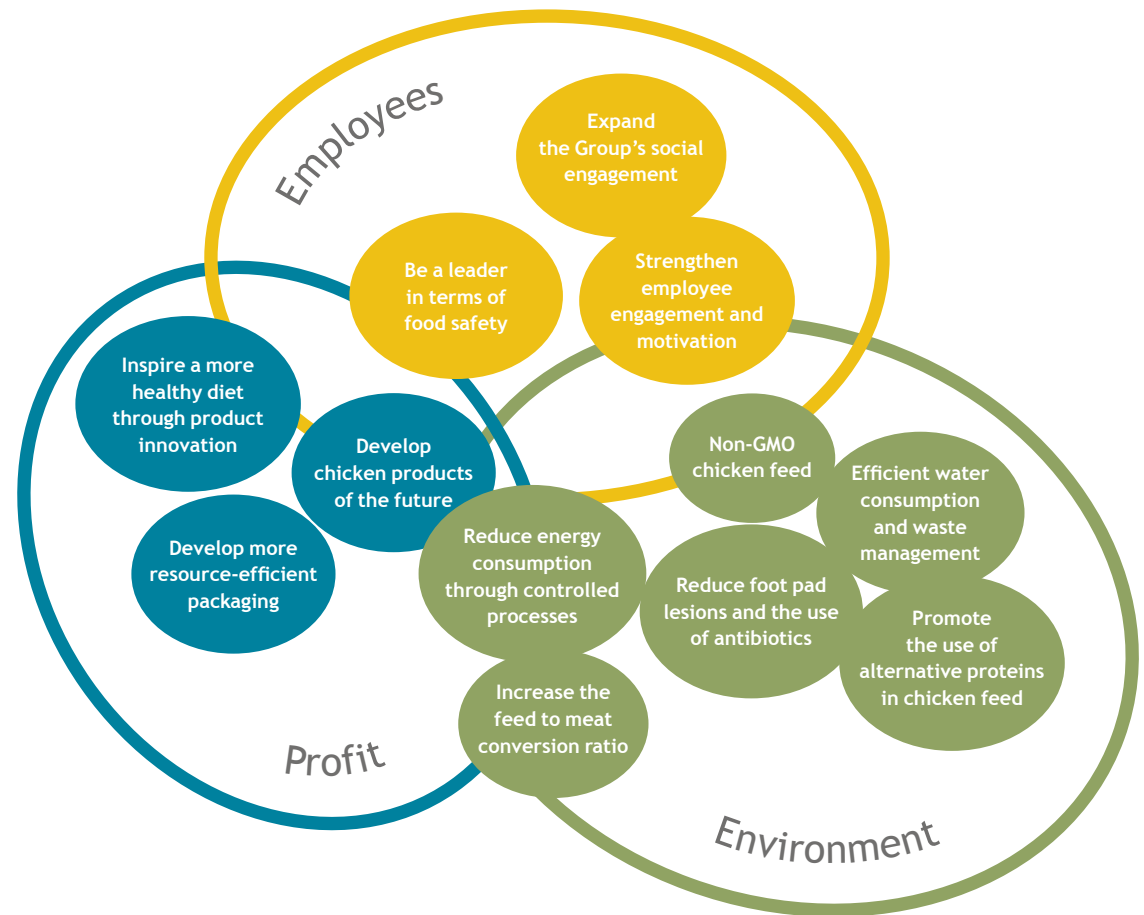 Employees
Expand
the Group’s social
engagement
Be a leader
in terms of
food safety
Strengthen
employee
engagement and
motivation
Inspire a more
healthy diet
through product
innovation
Develop
chicken products
of the future
Develop more
resource-efficient
packaging
Non-GMO
chicken feed
Efficient water
consumption
and waste
management
Reduce energy
consumption
through controlled
processes
Reduce foot pad
lesions and the use
of antibiotics
Promote
the use of
alternative proteins
in chicken feed
Increase the
feed to meat
conversion ratio
Profit
Environment